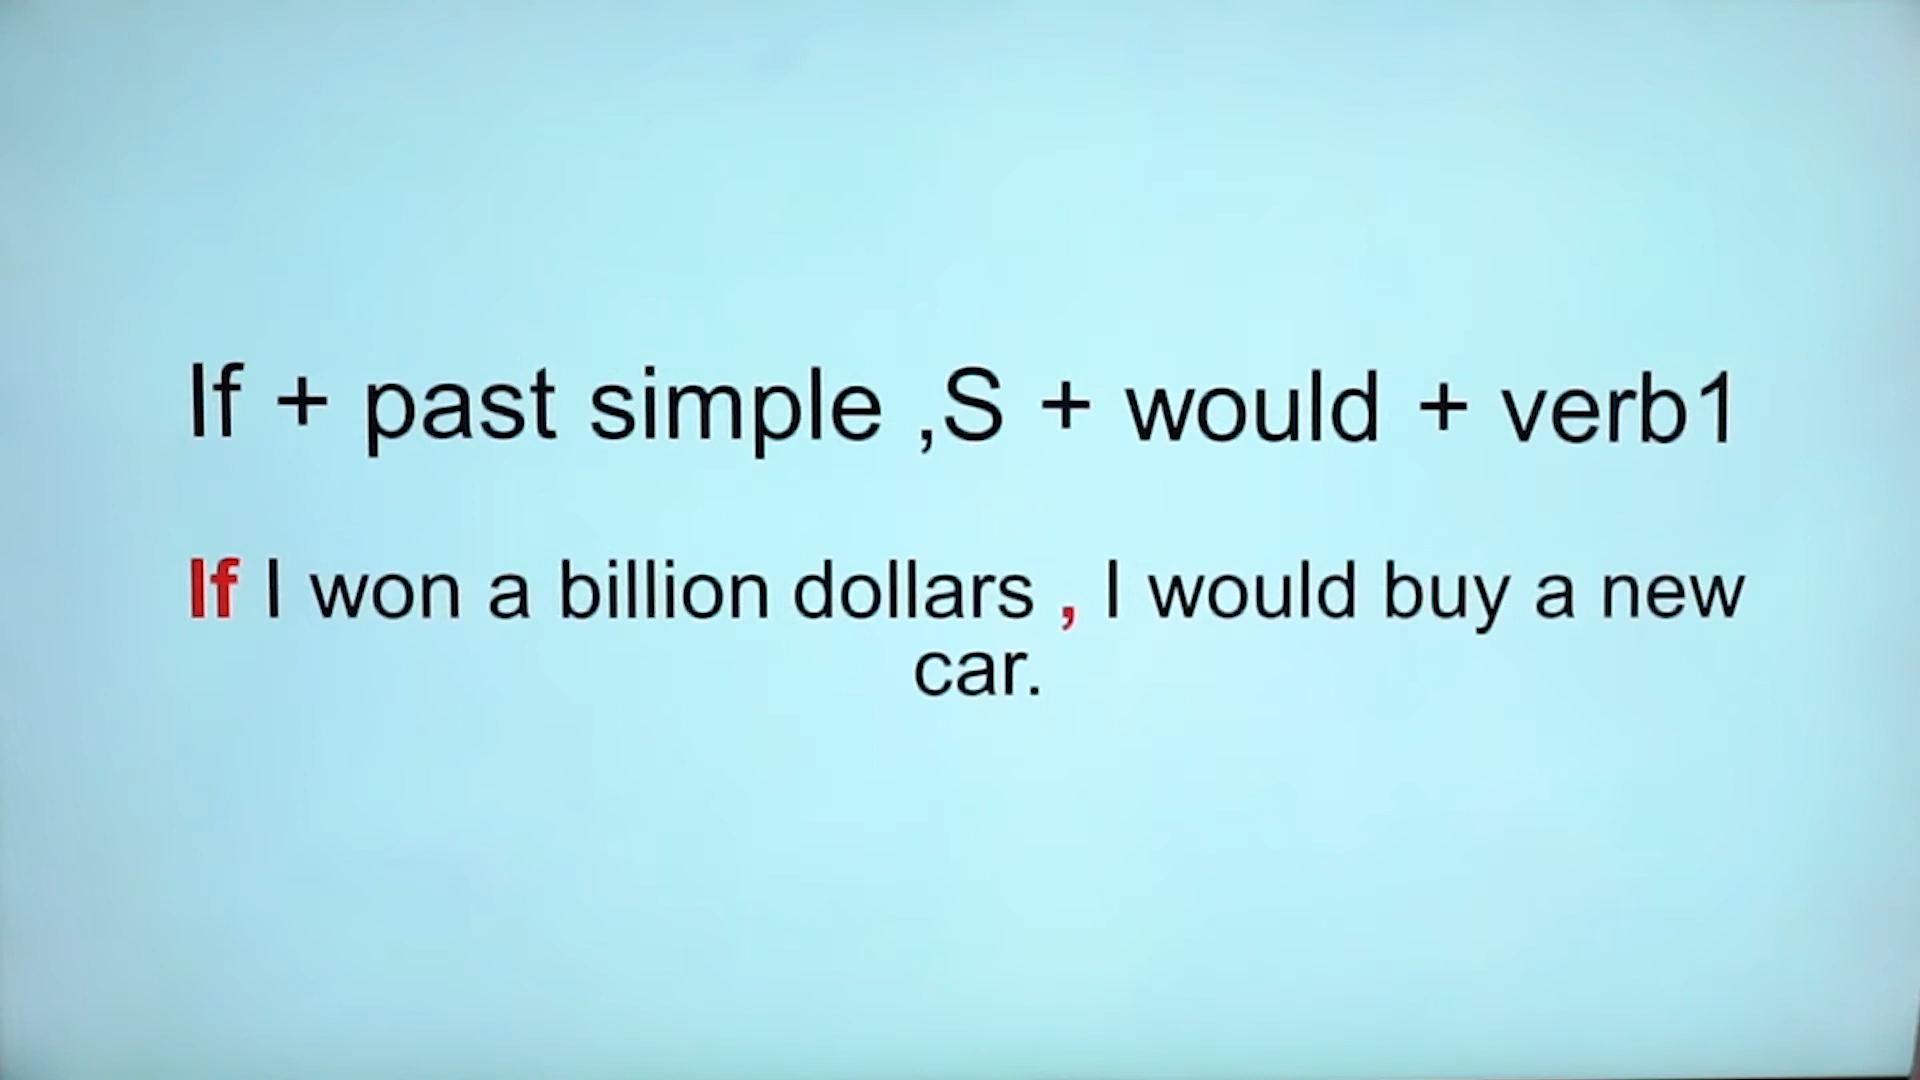 If + past simple ,S + would + verb1
If I won a billion dollars , I would buy a new
car.